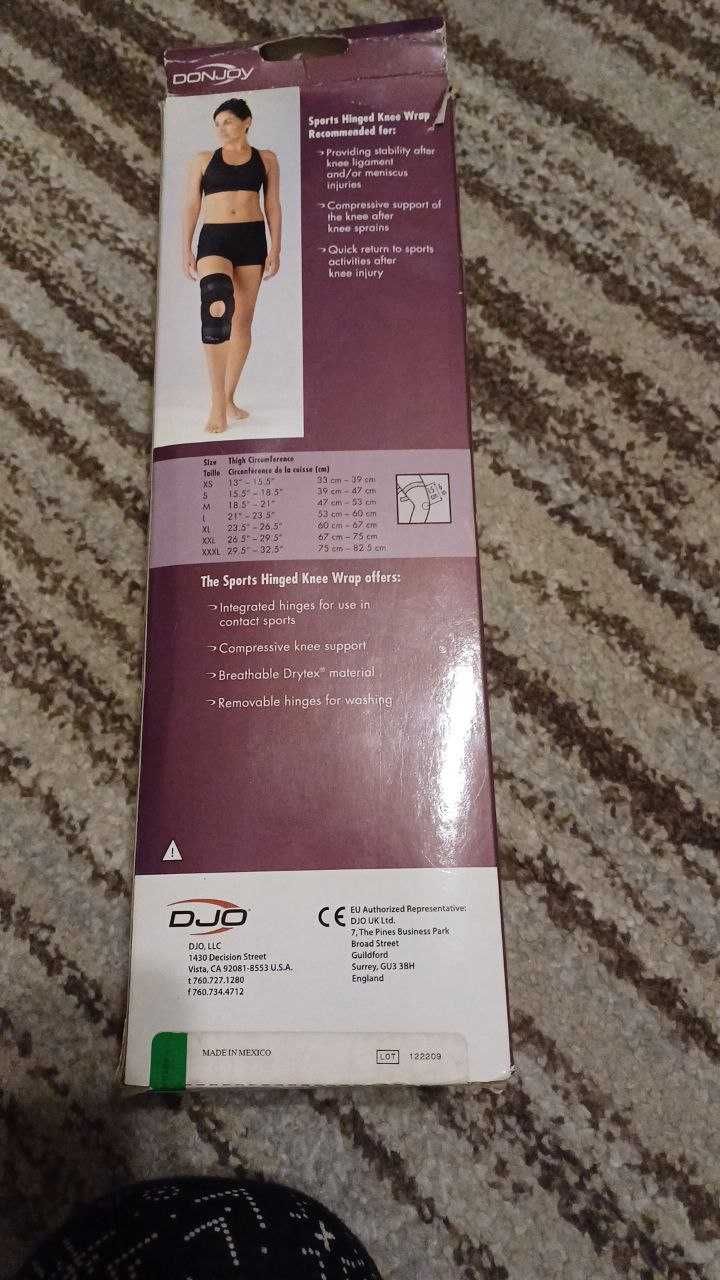 DONJOY
Sports Hinged Knee Wrap
Recommended for:
Providing stability after
knee ligament
and/or meniscus
injuries
Compressive support of
the knee after
knee sprains
Quick return to sports
activities after
knee injury
Size Thigh Circumference
Taille Circonférence de la cuisse (cm)
XS 13" – 15.5" 33 cm – 39 cm
S 15.5" – 18.5" 39 cm – 47 cm
M 18.5" – 21" 47 cm – 53 cm
L 21" – 23.5" 53 cm – 60 cm
XL 23.5" – 26.5" 60 cm – 67 cm
XXL 26.5" – 29.5" 67 cm – 75 cm
XXXL 29.5" – 32.5" 75 cm – 82.5 cm
The Sports Hinged Knee Wrap offers:
Integrated hinges for use in
contact sports
Compressive knee support
Breathable Drytex® material
Removable hinges for washing
DJO
DJO, LLC
1430 Decision Street
Vista, CA 92081-8553 U.S.A.
t 760.727.1280
f 760.734.4712
CE
EU Authorized Representative:
DJO UK Ltd.
7, The Pines Business Park
Broad Street
Guildford
Surrey, GU3 3BH
England
MADE IN MEXICO
LOT 122209